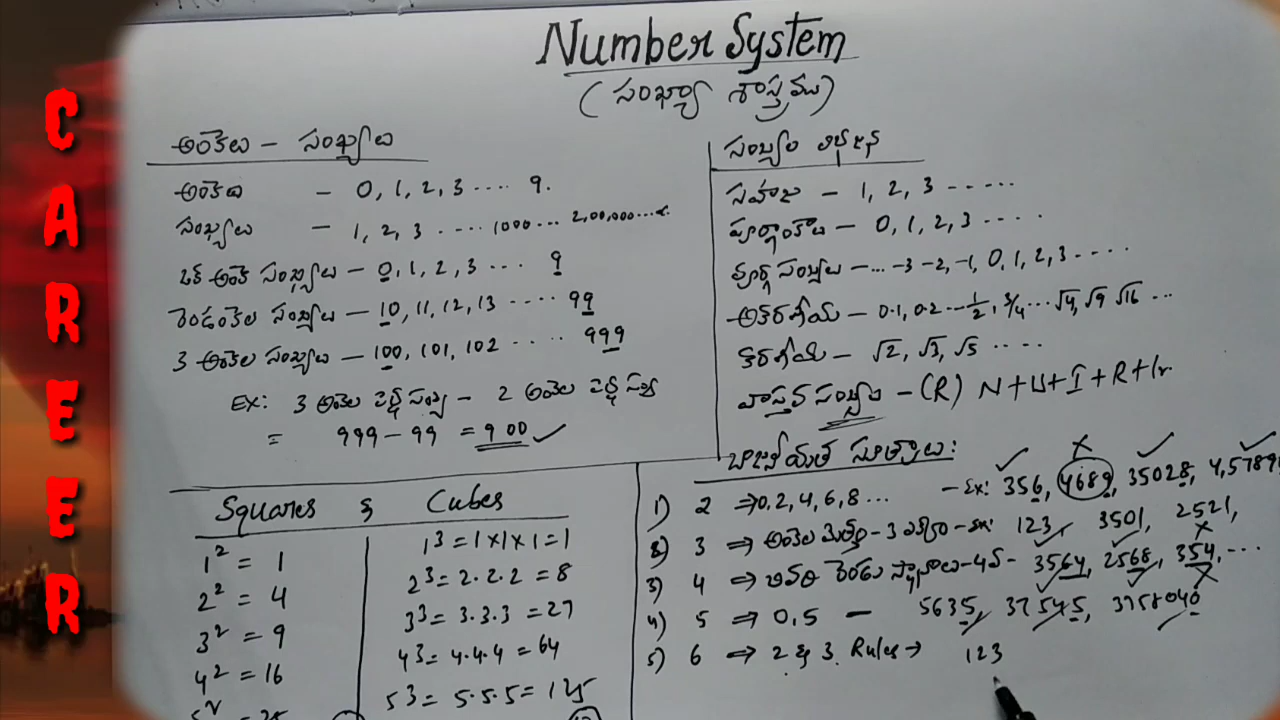 CAREER
Number System
(సంఖ్యా శాస్త్రము)
అంకెలు - సంఖ్యలు
అంకెలు - 0, 1, 2, 3 .... 9.
సంఖ్యలు - 1, 2, 3 ..... 1000 ... 2,00,000 ....
ఒక అంకె సంఖ్యలు - 0, 1, 2, 3 ... 9
రెండంకెల సంఖ్యలు - 10, 11, 12, 13 ..... 99
3 అంకెల సంఖ్యలు - 100, 101, 102 ..... 999
EX: 3 అంకెల పెద్ద సంఖ్య - 2 అంకెల పెద్ద సంఖ్య
= 999 - 99 = 900 ✓
సంఖ్యల విభజన
సహజ - 1, 2, 3 -----
పూర్ణాంకాలు - 0, 1, 2, 3 ....
పూర్ణ సంఖ్యలు - ... -3 -2, -1, 0, 1, 2, 3 .....
అకరణీయ - 0.1, 0.2 -- 1/2, 3/4 ... √4, √9 √16 ...
కరణీయ - √2, √3, √5 ....
వాస్తవ సంఖ్యలు - (R) N + W + I + R + Ir.
Squares & Cubes
1² = 1
2² = 4
3² = 9
4² = 16
1³ = 1×1×1 = 1
2³ = 2.2.2 = 8
3³ = 3.3.3 = 27
4³ = 4.4.4 = 64
5³ = 5.5.5 = 125
భాజనీయత సూత్రాలు:
1) 2 ⇒ 0, 2, 4, 6, 8 ... - Ex: 356, 4689, 35028, 4,5789
2) 3 ⇒ అంకెల మొత్తం - 3 - Ex: 123, 3501, 2521,
3) 4 ⇒ చివరి రెండు స్థానాలు - 4 - 3564, 2568, 354, ...
4) 5 ⇒ 0, 5 - 5635, 37545, 3758040
5) 6 ⇒ 2 & 3. Rules → 123